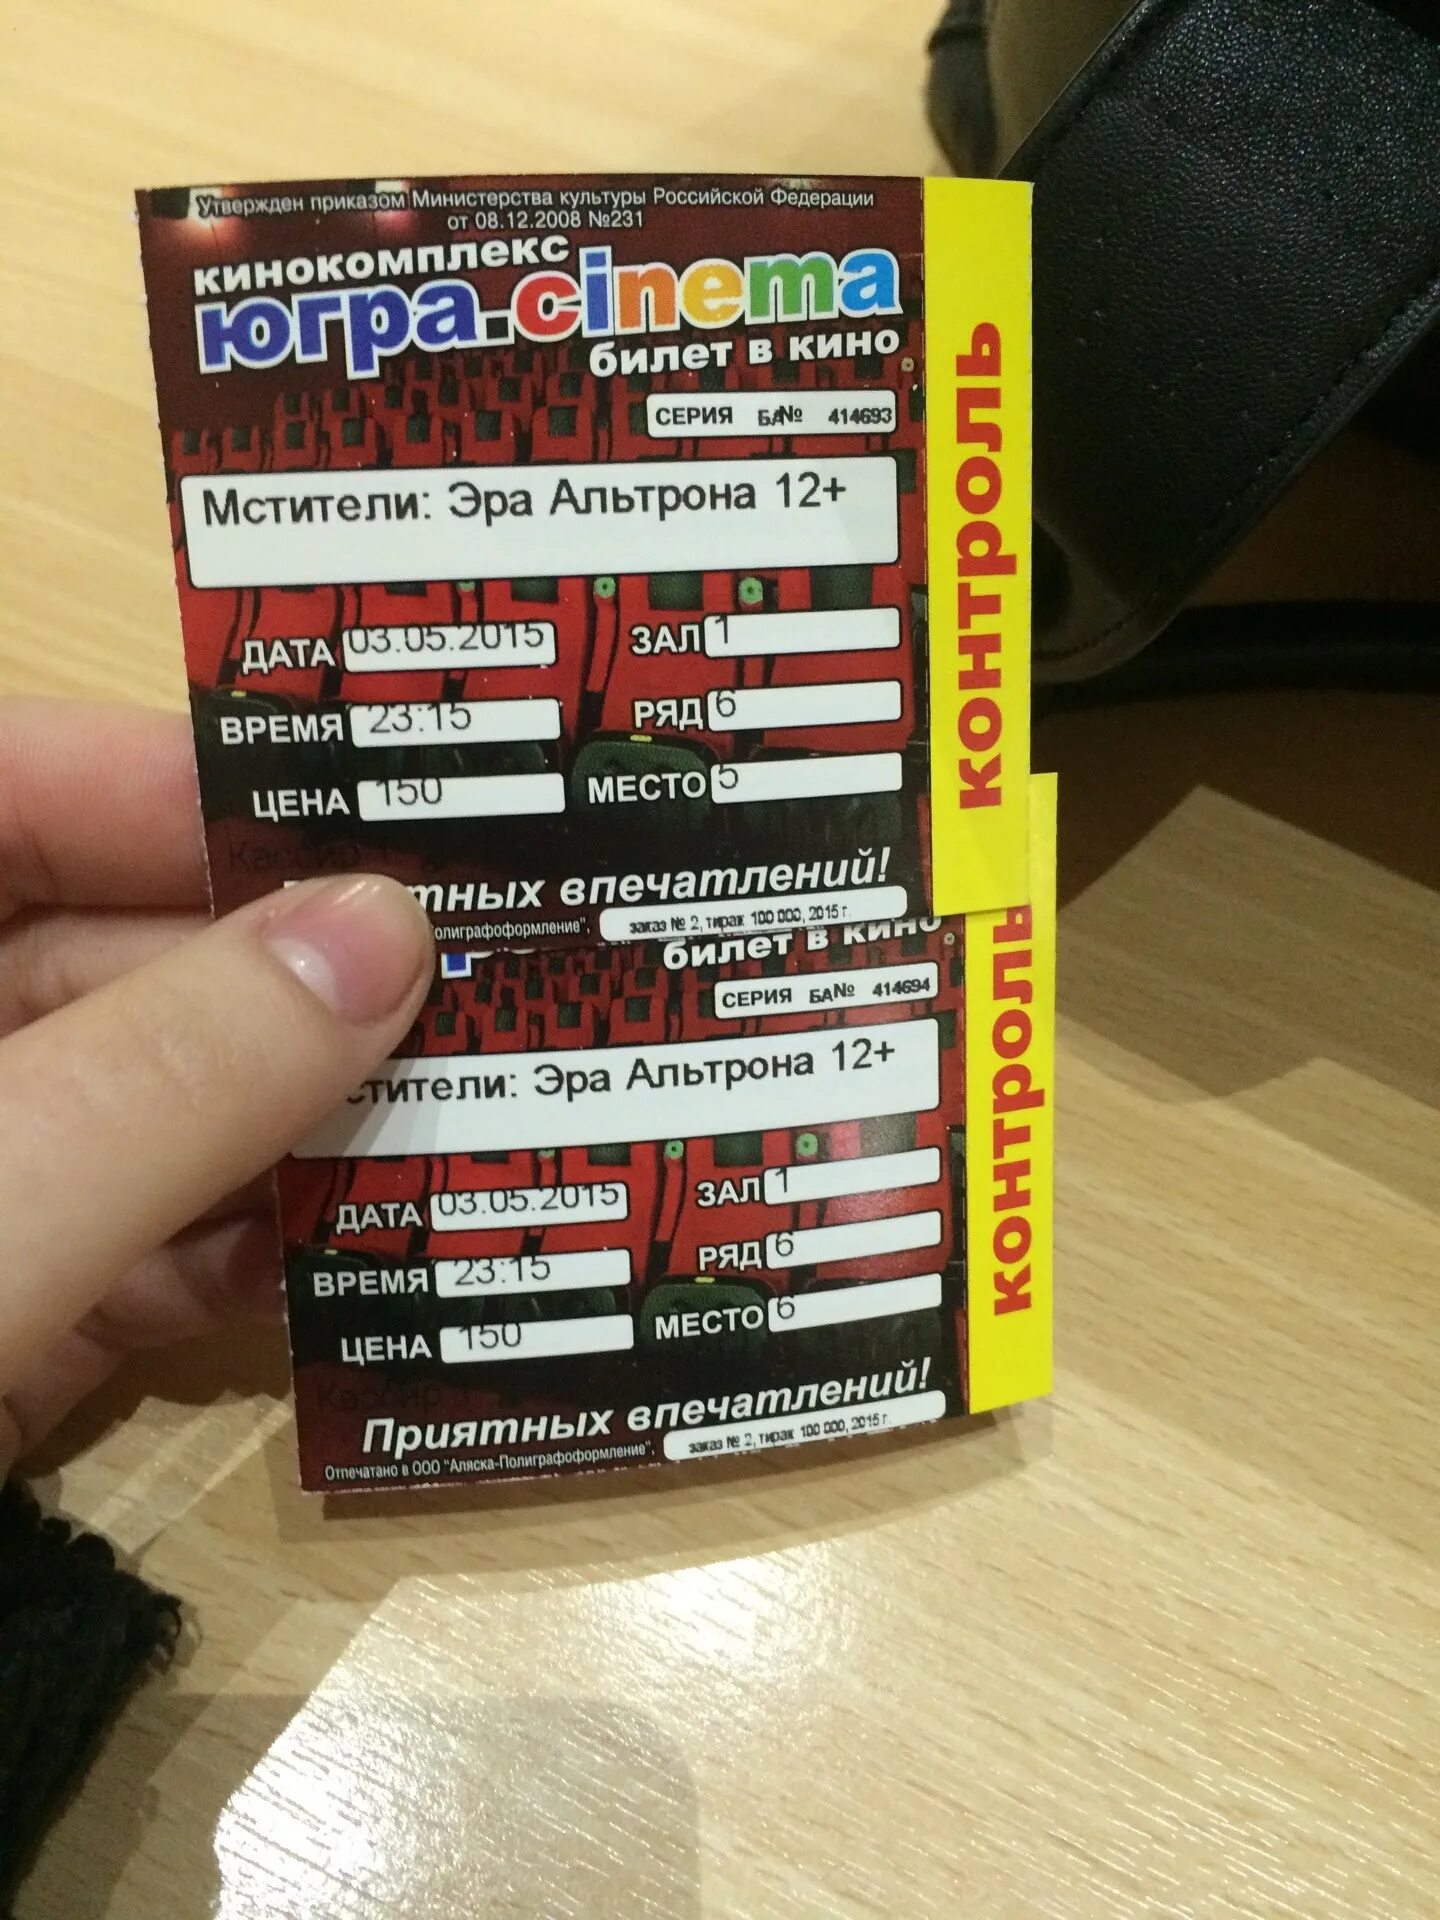 Утвержден приказом Министерства культуры Российской Федерации
от 08.12.2008 №231
КИНОКОМПЛЕКС
югра.cinema
билет в кино
СЕРИЯ БА№ 414693
Мстители: Эра Альтрона 12+
ДАТА 03.05.2015 ЗАЛ 1
ВРЕМЯ 23:15 РЯД 6
ЦЕНА 150 МЕСТО 5
Кассир 1
тных впечатлений!
олиграфоформление", заказ № 2, тираж 100 000, 2015 г.
контроль
билет в кино
СЕРИЯ БА№ 414694
стители: Эра Альтрона 12+
ДАТА 03.05.2015 ЗАЛ 1
ВРЕМЯ 23:15 РЯД 6
ЦЕНА 150 МЕСТО 6
Кассир
Приятных впечатлений!
Отпечатано в ООО "Аляска-Полиграфоформление", заказ № 2, тираж 100 000, 2015 г.
контроль